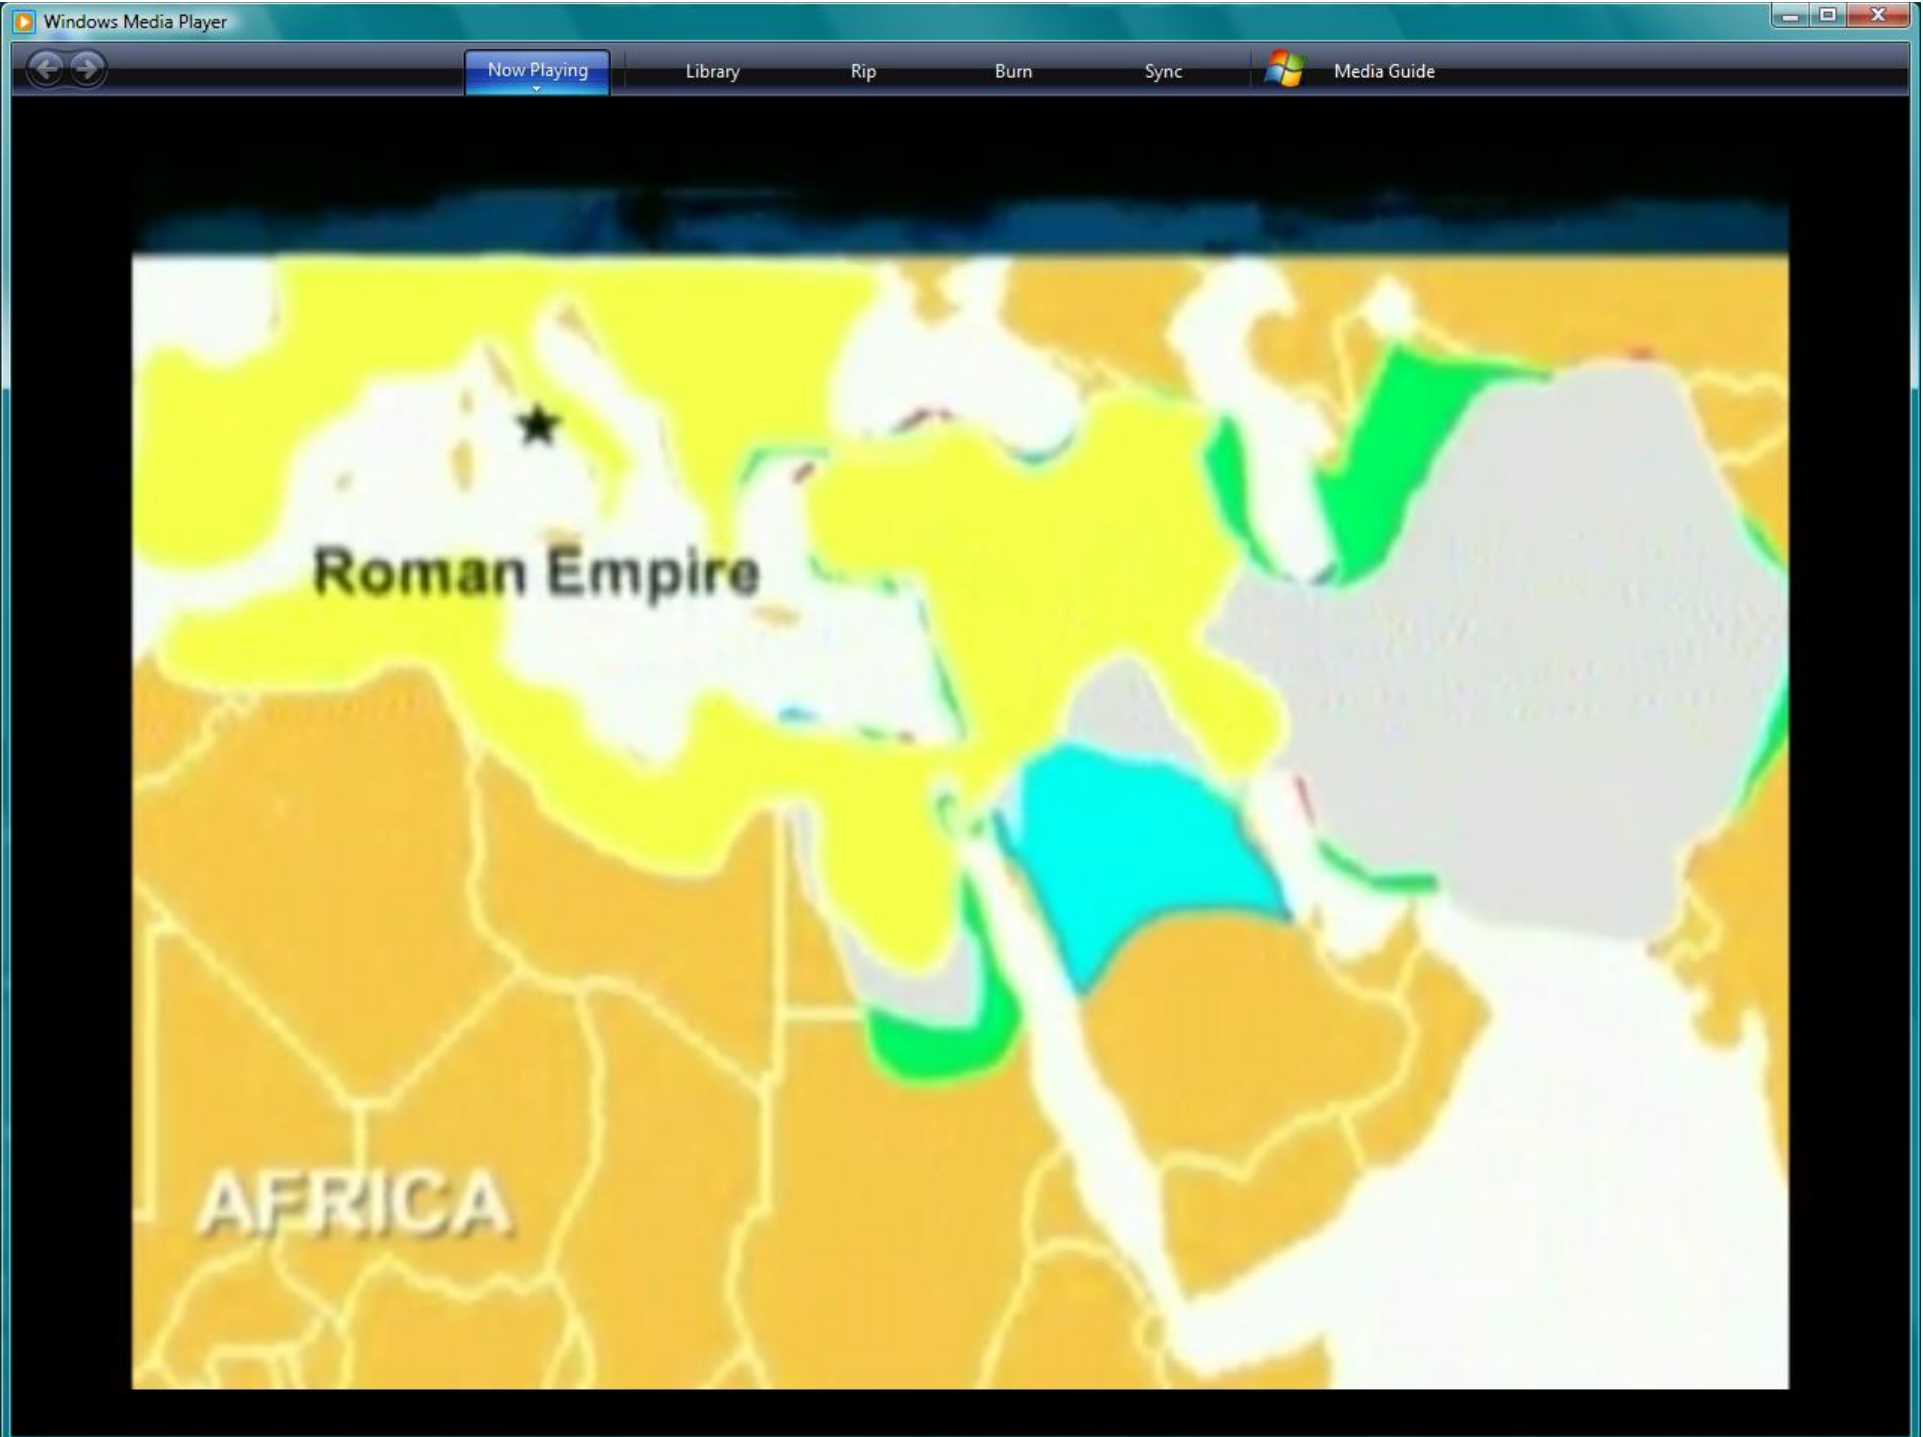 Windows Media Player
Now Playing
Library
Rip
Burn
Sync
Media Guide
Roman Empire
AFRICA